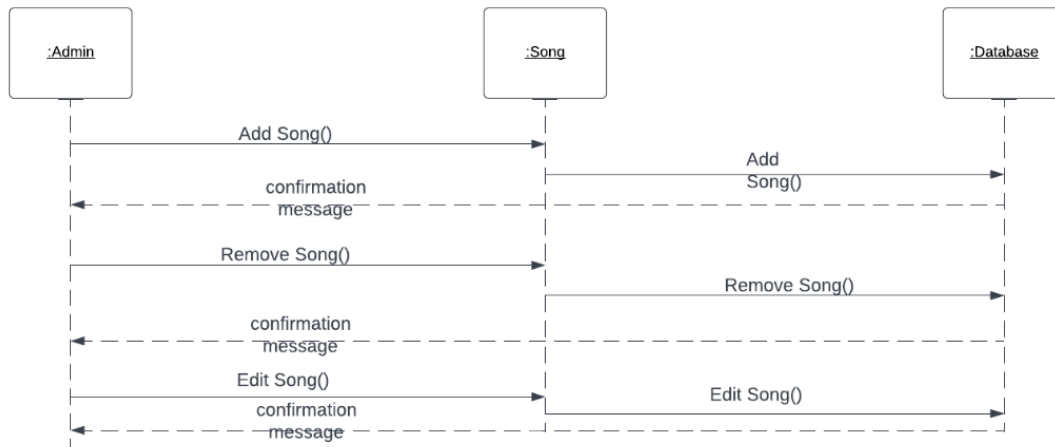 :Admin
:Song
:Database
Add Song()
Add
Song()
confirmation
message
Remove Song()
Remove Song()
confirmation
message
Edit Song()
Edit Song()
confirmation
message